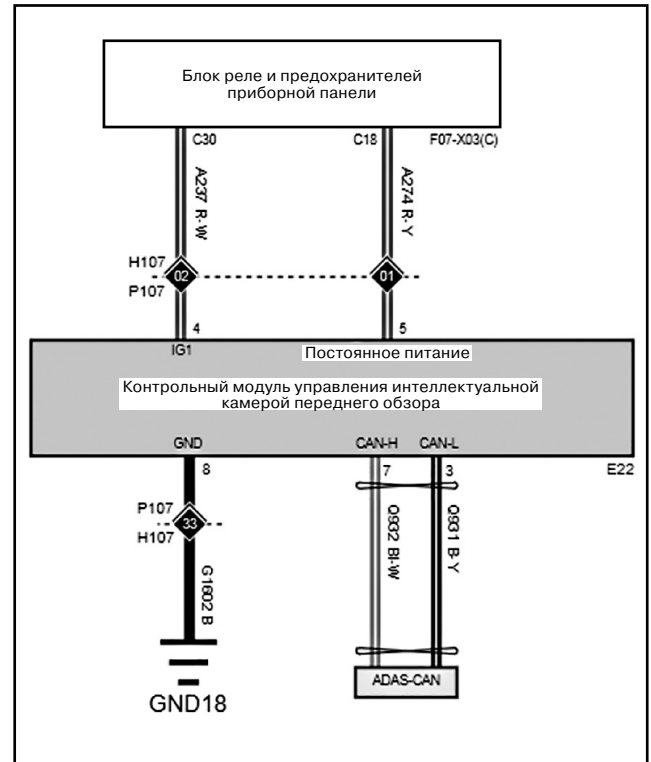 Блок реле и предохранителей
приборной панели
C30
C18
F07-X03(C)
A237 R-W
A274 R-Y
H107
02
01
P107
4
5
IG1
Постоянное питание
Контрольный модуль управления интеллектуальной
камерой переднего обзора
GND
CAN-H
CAN-L
8
7
3
E22
P107
33
H107
G1602 B
O932 Bl-W
O931 B-Y
ADAS-CAN
GND18